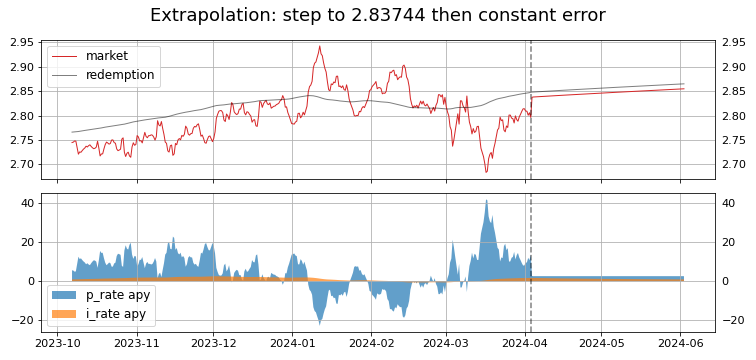 Extrapolation: step to 2.83744 then constant error
2.95 2.95
2.90 2.90
2.85 2.85
2.80 2.80
2.75 2.75
2.70 2.70
market
redemption
40 40
20 20
0 0
−20 −20
p_rate apy
i_rate apy
2023-10 2023-11 2023-12 2024-01 2024-02 2024-03 2024-04 2024-05 2024-06